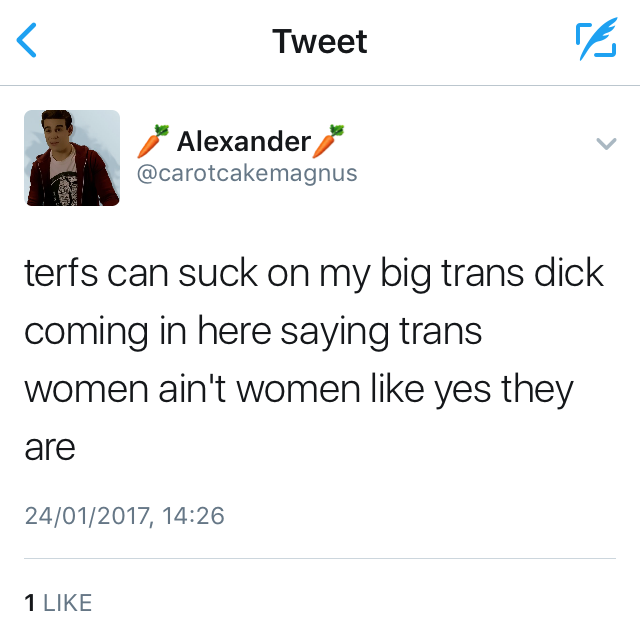 Tweet
🥕 Alexander🥕
@carotcakemagnus
terfs can suck on my big trans dick
coming in here saying trans
women ain't women like yes they
are
24/01/2017, 14:26
1 LIKE